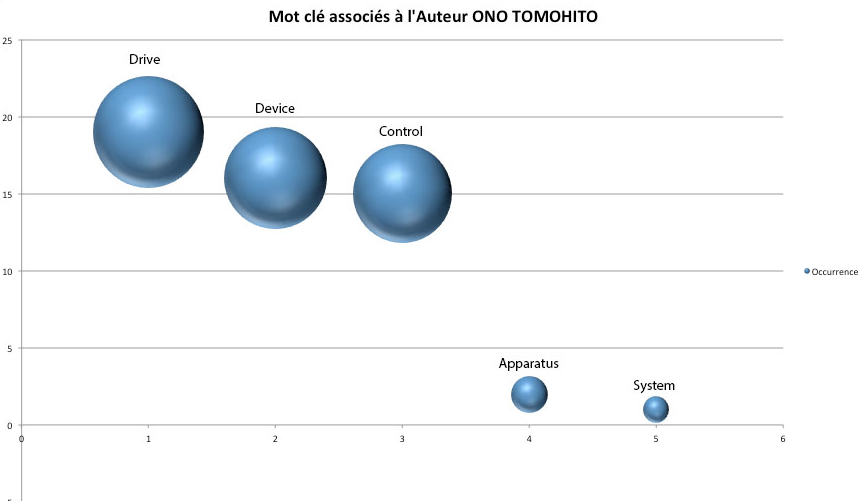 Mot clé associés à l'Auteur ONO TOMOHITO
25
Drive
20
Device
Control
15
10
Occurrence
5
Apparatus
System
0
0 1 2 3 4 5 6